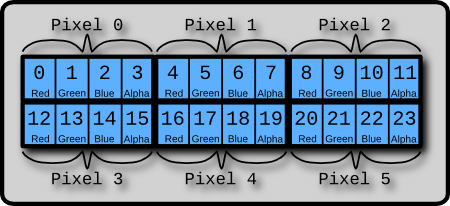 Pixel 0 Pixel 1 Pixel 2
0 1 2 3 4 5 6 7 8 9 10 11
Red Green Blue Alpha Red Green Blue Alpha Red Green Blue Alpha
12 13 14 15 16 17 18 19 20 21 22 23
Red Green Blue Alpha Red Green Blue Alpha Red Green Blue Alpha
Pixel 3 Pixel 4 Pixel 5